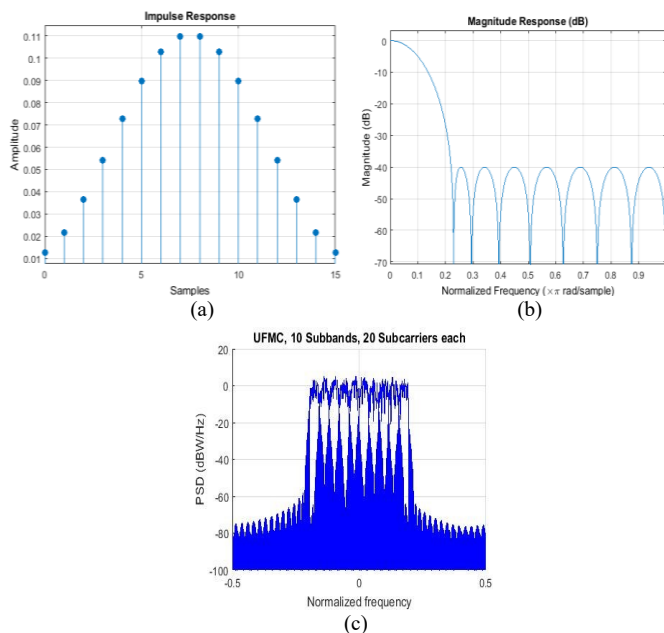 Impulse Response
0.11
0.1
0.09
0.08
0.07
0.06
0.05
0.04
0.03
0.02
0.01
Amplitude
0 5 10 15
Samples
(a)
Magnitude Response (dB)
0
-10
-20
-30
-40
-50
-60
-70
Magnitude (dB)
0 0.1 0.2 0.3 0.4 0.5 0.6 0.7 0.8 0.9
Normalized Frequency (×π rad/sample)
(b)
UFMC, 10 Subbands, 20 Subcarriers each
20
0
-20
-40
-60
-80
-100
PSD (dBW/Hz)
-0.5 0 0.5
Normalized frequency
(c)